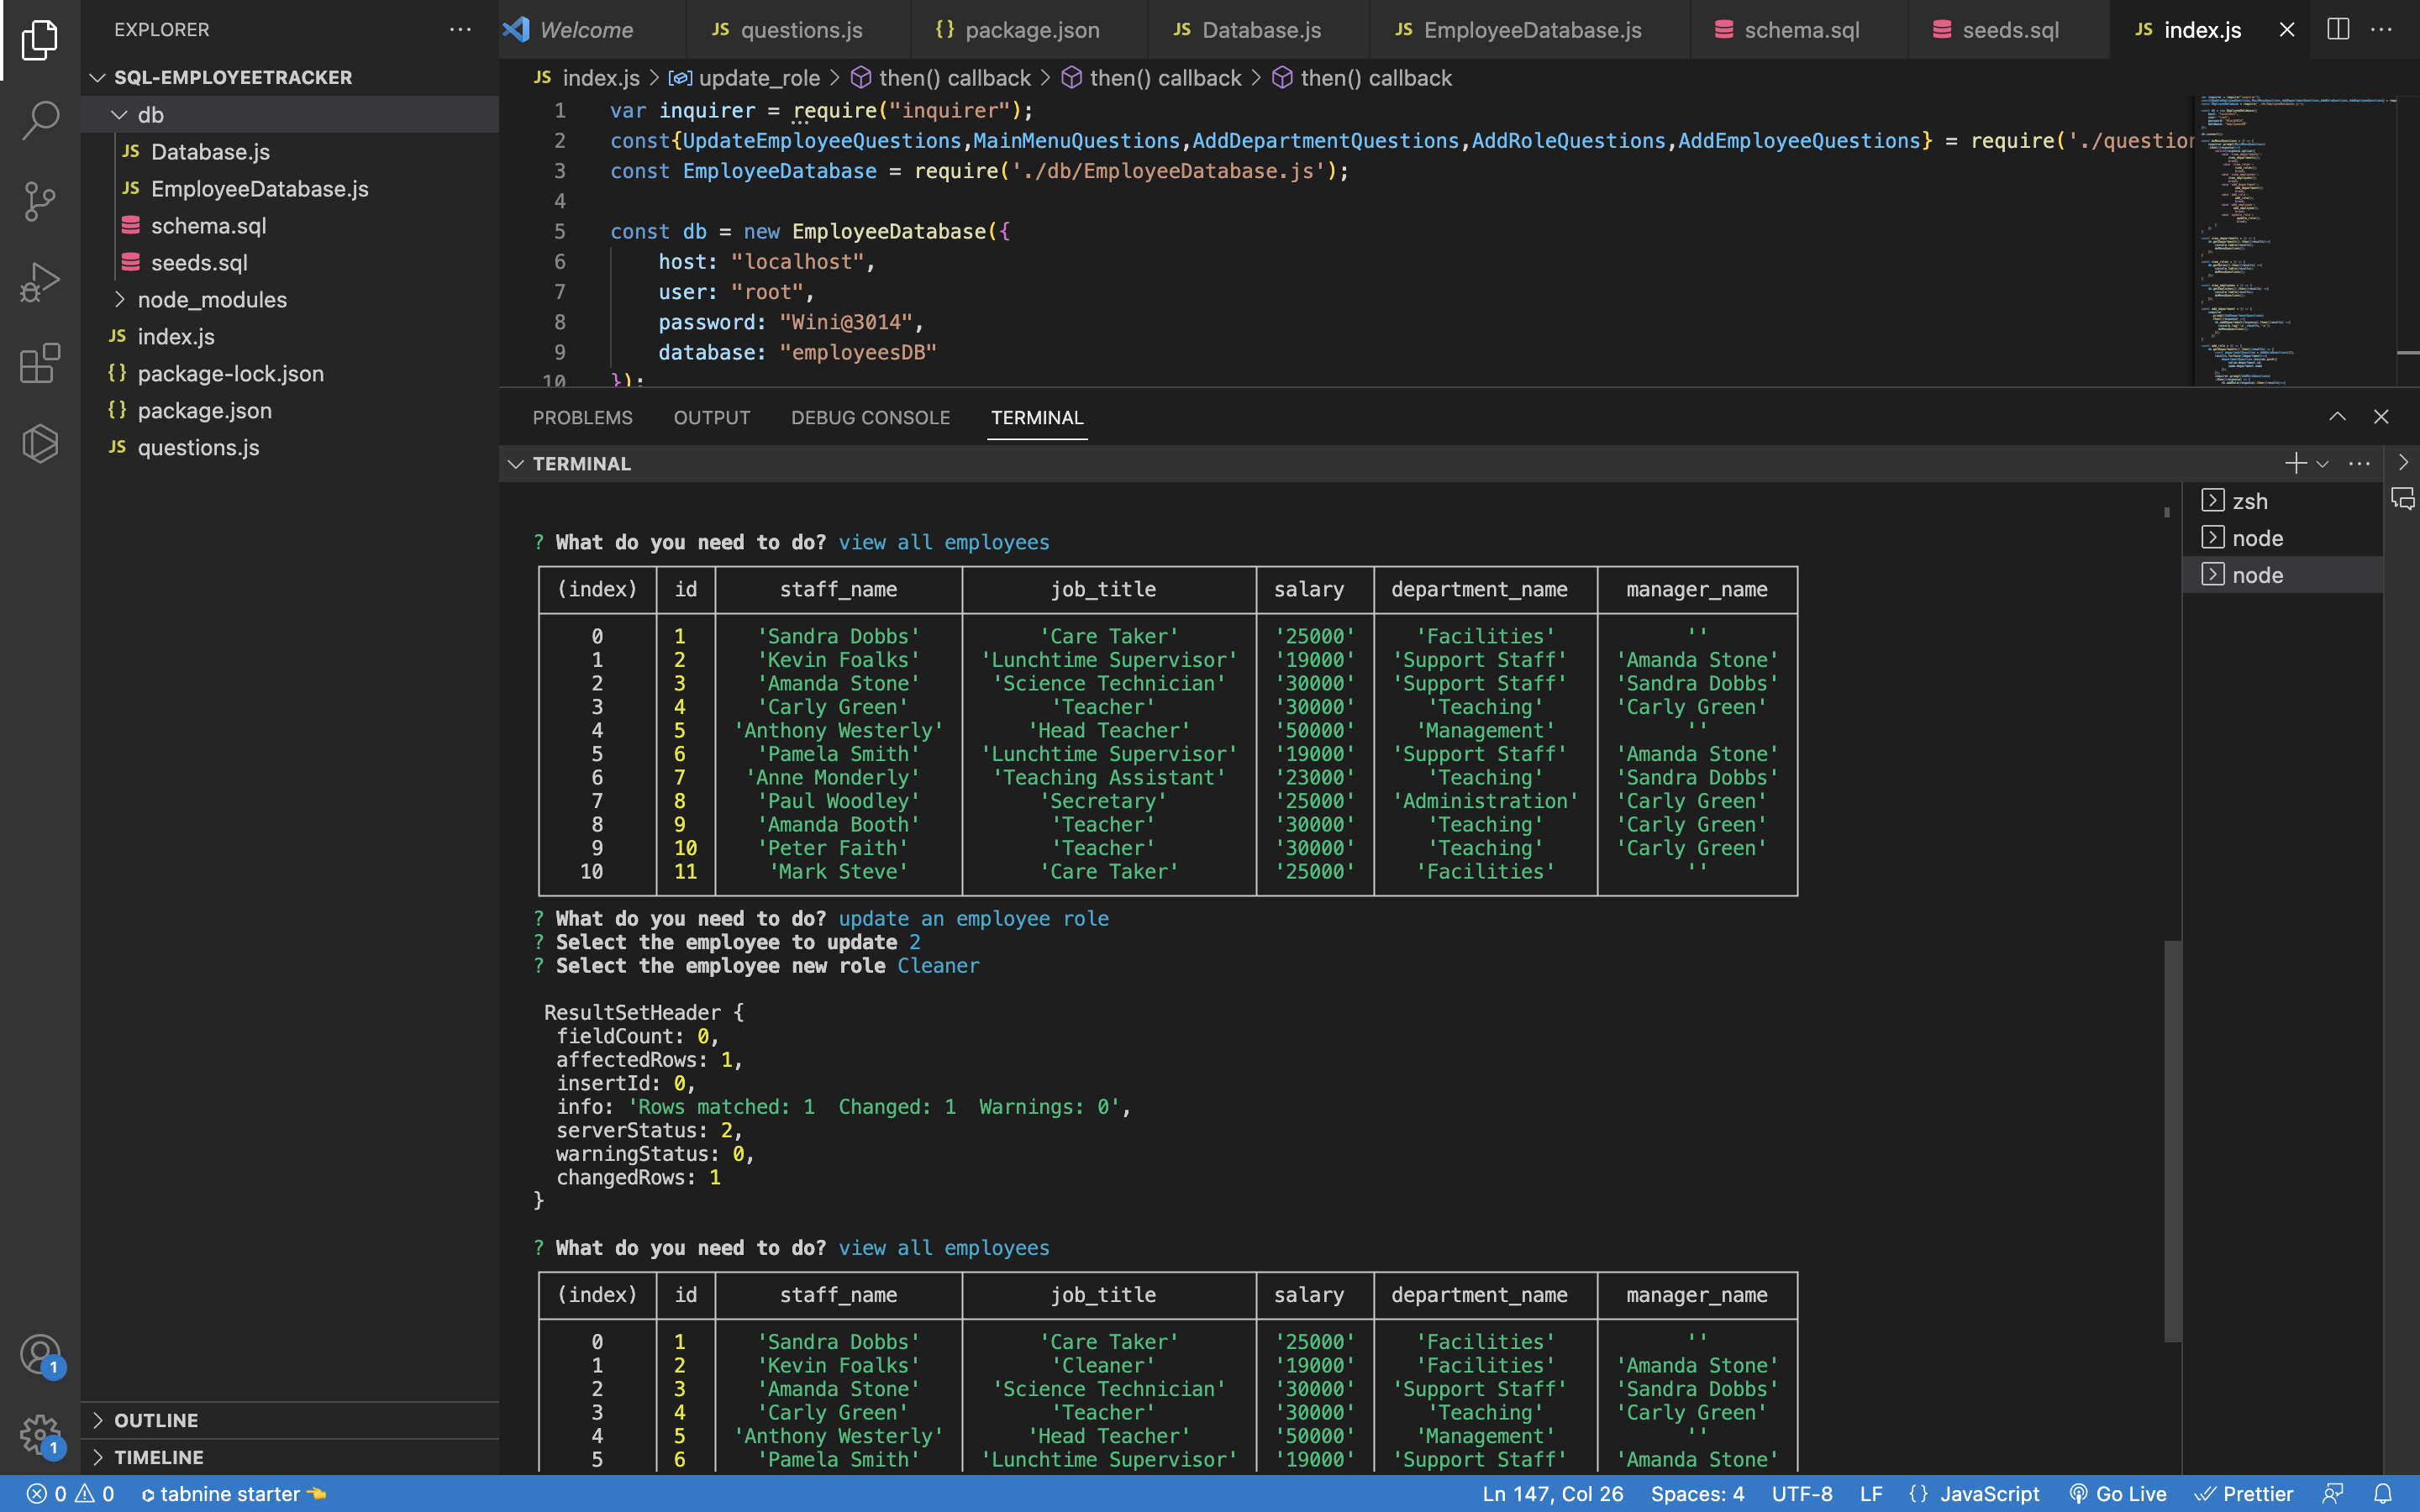 EXPLORER
SQL-EMPLOYEETRACKER
db
JS Database.js
JS EmployeeDatabase.js
schema.sql
seeds.sql
node_modules
JS index.js
{} package-lock.json
{} package.json
JS questions.js
OUTLINE
TIMELINE
1
1
Welcome JS questions.js {} package.json JS Database.js JS EmployeeDatabase.js schema.sql seeds.sql JS index.js
JS index.js > update_role > then() callback > then() callback > then() callback
1 var inquirer = require("inquirer");
2 const{UpdateEmployeeQuestions,MainMenuQuestions,AddDepartmentQuestions,AddRoleQuestions,AddEmployeeQuestions} = require('./question
3 const EmployeeDatabase = require('./db/EmployeeDatabase.js');
4
5 const db = new EmployeeDatabase({
6 host: "localhost",
7 user: "root",
8 password: "Wini@3014",
9 database: "employeesDB"
10 });
PROBLEMS OUTPUT DEBUG CONSOLE TERMINAL
TERMINAL
zsh
node
node
? What do you need to do? view all employees
(index) id staff_name job_title salary department_name manager_name
0 1 'Sandra Dobbs' 'Care Taker' '25000' 'Facilities' ''
1 2 'Kevin Foalks' 'Lunchtime Supervisor' '19000' 'Support Staff' 'Amanda Stone'
2 3 'Amanda Stone' 'Science Technician' '30000' 'Support Staff' 'Sandra Dobbs'
3 4 'Carly Green' 'Teacher' '30000' 'Teaching' 'Carly Green'
4 5 'Anthony Westerly' 'Head Teacher' '50000' 'Management' ''
5 6 'Pamela Smith' 'Lunchtime Supervisor' '19000' 'Support Staff' 'Amanda Stone'
6 7 'Anne Monderly' 'Teaching Assistant' '23000' 'Teaching' 'Sandra Dobbs'
7 8 'Paul Woodley' 'Secretary' '25000' 'Administration' 'Carly Green'
8 9 'Amanda Booth' 'Teacher' '30000' 'Teaching' 'Carly Green'
9 10 'Peter Faith' 'Teacher' '30000' 'Teaching' 'Carly Green'
10 11 'Mark Steve' 'Care Taker' '25000' 'Facilities' ''
? What do you need to do? update an employee role
? Select the employee to update 2
? Select the employee new role Cleaner
ResultSetHeader {
fieldCount: 0,
affectedRows: 1,
insertId: 0,
info: 'Rows matched: 1  Changed: 1  Warnings: 0',
serverStatus: 2,
warningStatus: 0,
changedRows: 1
}
? What do you need to do? view all employees
(index) id staff_name job_title salary department_name manager_name
0 1 'Sandra Dobbs' 'Care Taker' '25000' 'Facilities' ''
1 2 'Kevin Foalks' 'Cleaner' '19000' 'Facilities' 'Amanda Stone'
2 3 'Amanda Stone' 'Science Technician' '30000' 'Support Staff' 'Sandra Dobbs'
3 4 'Carly Green' 'Teacher' '30000' 'Teaching' 'Carly Green'
4 5 'Anthony Westerly' 'Head Teacher' '50000' 'Management' ''
5 6 'Pamela Smith' 'Lunchtime Supervisor' '19000' 'Support Staff' 'Amanda Stone'
0 0 tabnine starter Ln 147, Col 26 Spaces: 4 UTF-8 LF {} JavaScript Go Live Prettier